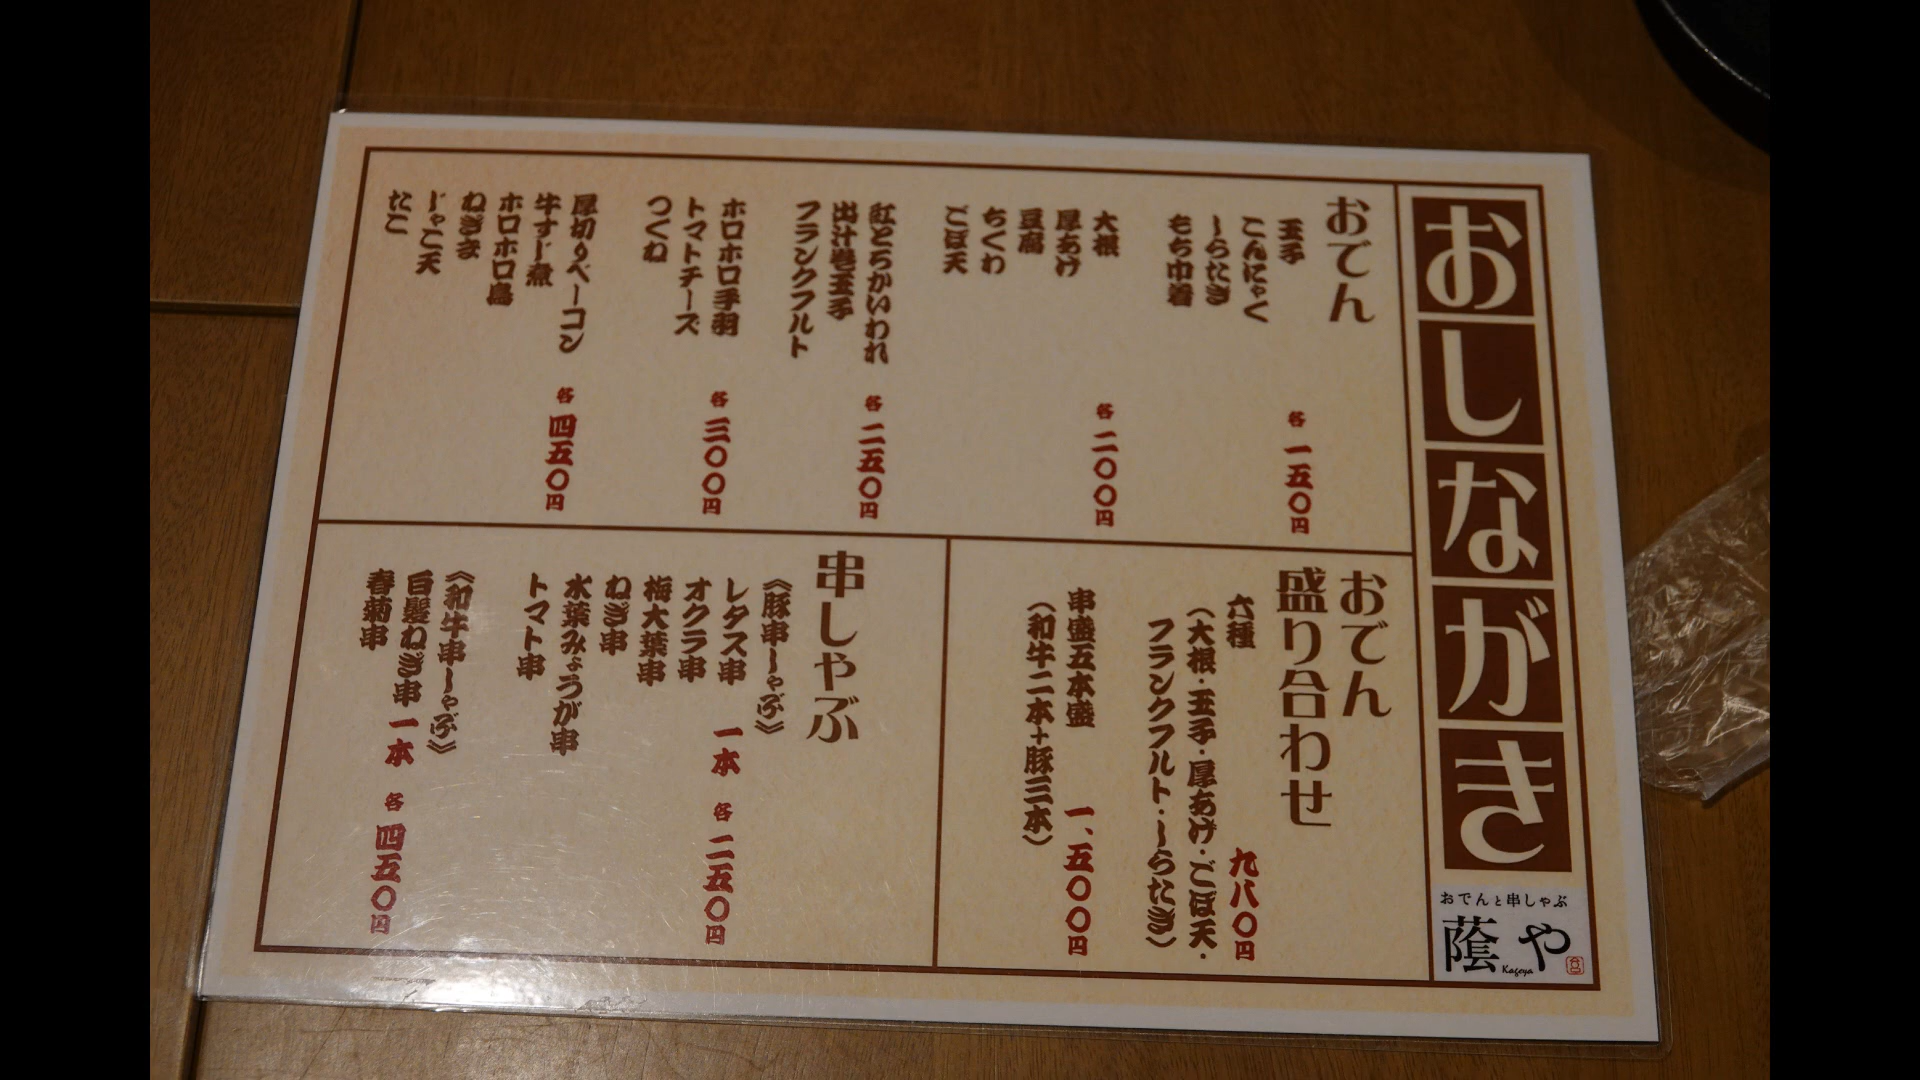 おしながき
おでんと串しゃぶ
蔭や
Kageya
おでん
玉子
こんにゃく
しらたき
もち巾着
各一五〇円
大根
厚あげ
豆腐
ちくわ
ごぼ天
各二〇〇円
紅とろかいわれ
出汁巻玉子
フランクフルト
各二五〇円
ホロホロ手羽
トマトチーズ
つくね
各三〇〇円
厚切りベーコン
牛すじ煮
ホロホロ鳥
ねぎま
じゃこ天
たこ
各四五〇円
おでん
盛り合わせ
六種 九八〇円
(大根・玉子・厚あげ・ごぼ天・
フランクフルト・しらたき)
串盛五本盛 一、五〇〇円
(和牛二本+豚三本)
串しゃぶ
《豚串しゃぶ》
レタス串 一本 各二五〇円
オクラ串
梅大葉串
ねぎ串
水菜みょうが串
トマト串
《和牛串しゃぶ》
白髪ねぎ串 一本 各四五〇円
春菊串